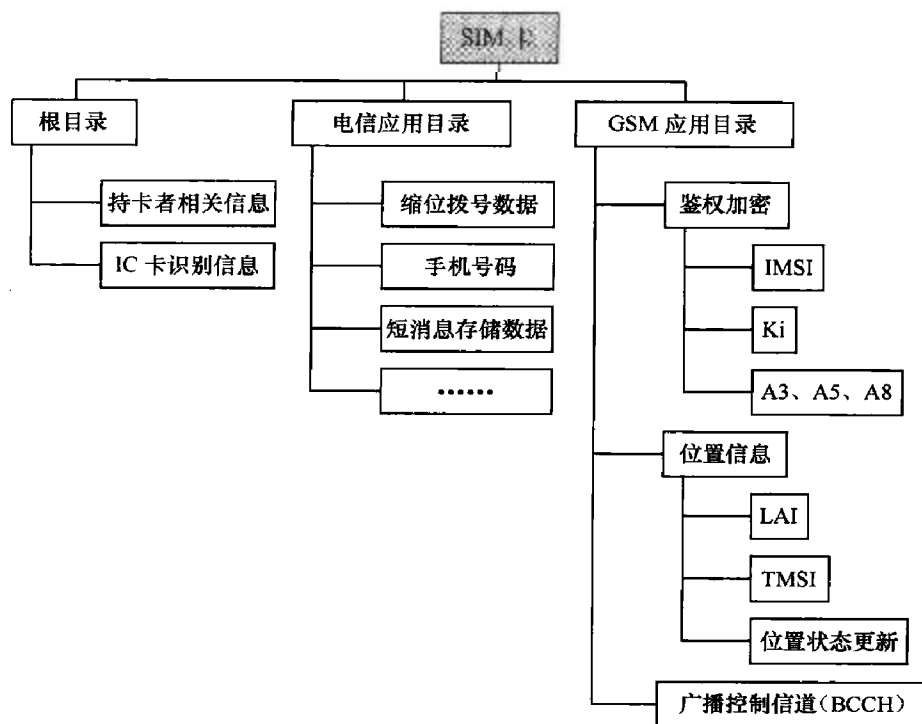 SIM 卡
根目录
电信应用目录
GSM 应用目录
持卡者相关信息
IC 卡识别信息
缩位拨号数据
手机号码
短消息存储数据
……
鉴权加密
IMSI
Ki
A3、A5、A8
位置信息
LAI
TMSI
位置状态更新
广播控制信道(BCCH)